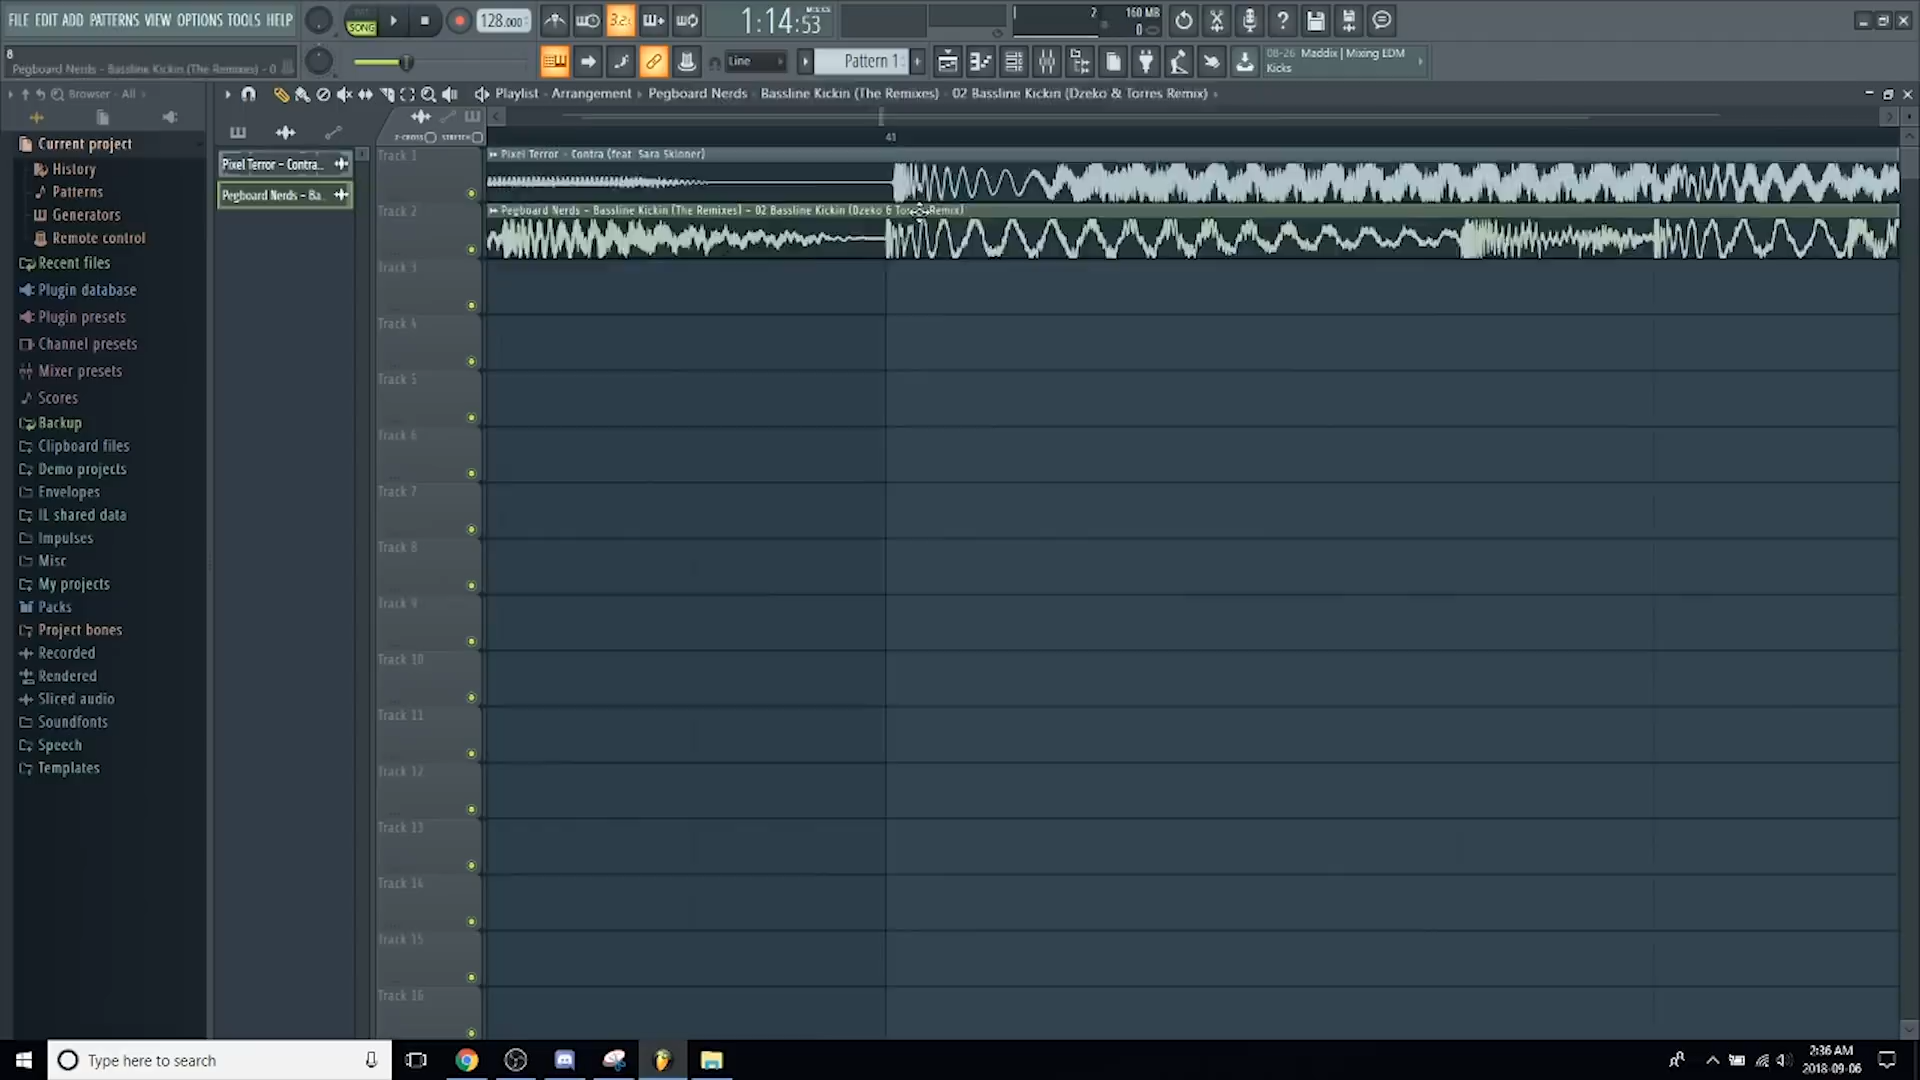 FILE EDIT ADD PATTERNS VIEW OPTIONS TOOLS HELP
SONG
128.000
3.2.
1:14:53
M:S:CS
2
160 MB
0
8
Pegboard Nerds - Bassline Kickin (The Remixes) - 0
Line
Pattern 1
08-26 Maddix | Mixing EDM
Kicks
Browser - All
Playlist - Arrangement › Pegboard Nerds - Bassline Kickin (The Remixes) - 02 Bassline Kickin (Dzeko & Torres Remix)
Z-CROSS STRETCH
41
Current project
History
Patterns
Generators
Remote control
Recent files
Plugin database
Plugin presets
Channel presets
Mixer presets
Scores
Backup
Clipboard files
Demo projects
Envelopes
IL shared data
Impulses
Misc
My projects
Packs
Project bones
Recorded
Rendered
Sliced audio
Soundfonts
Speech
Templates
Pixel Terror - Contra...
Pegboard Nerds - Ba..
Track 1
Pixel Terror - Contra (feat. Sara Skinner)
Track 2
Pegboard Nerds - Bassline Kickin (The Remixes) - 02 Bassline Kickin (Dzeko & Torres Remix)
Track 3
Track 4
Track 5
Track 6
Track 7
Track 8
Track 9
Track 10
Track 11
Track 12
Track 13
Track 14
Track 15
Track 16
Type here to search
2:36 AM
2018-09-06